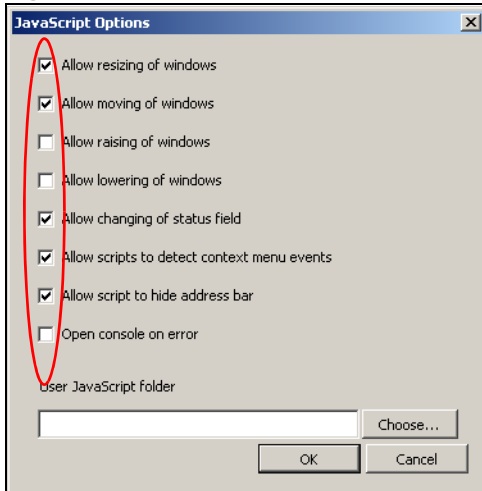 JavaScript Options
Allow resizing of windows
Allow moving of windows
Allow raising of windows
Allow lowering of windows
Allow changing of status field
Allow scripts to detect context menu events
Allow script to hide address bar
Open console on error
User JavaScript folder
Choose...
OK Cancel